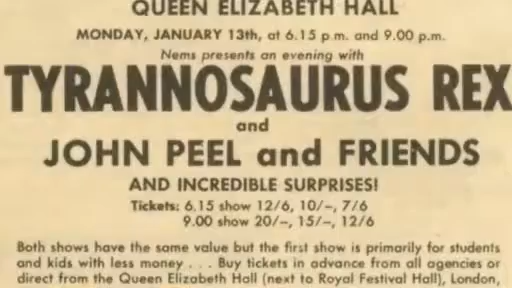 QUEEN ELIZABETH HALL
MONDAY, JANUARY 13th, at 6.15 p.m. and 9.00 p.m.
Nems presents an evening with
TYRANNOSAURUS REX
and
JOHN PEEL and FRIENDS
AND INCREDIBLE SURPRISES!
Tickets: 6.15 show 12/6, 10/–, 7/6
9.00 show 20/–, 15/–, 12/6
Both shows have the same value but the first show is primarily for students
and kids with less money . . . Buy tickets in advance from all agencies or
direct from the Queen Elizabeth Hall (next to Royal Festival Hall), London,